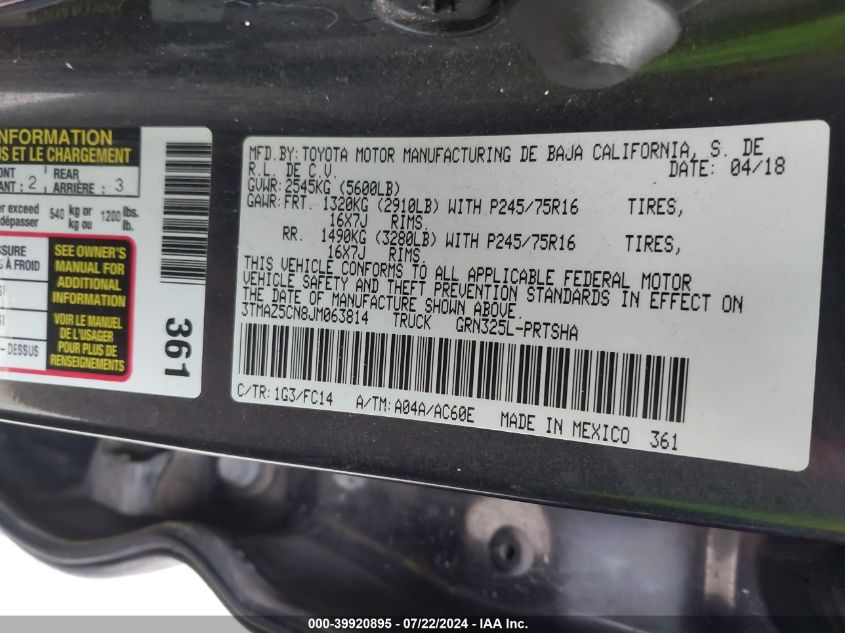 NFORMATION
US ET LE CHARGEMENT
ONT
ANT: 2
REAR
ARRIÈRE: 3
er exceed
dépasser
540 kg or
kg ou
1200 lbs.
lb.
SSURE
S À FROID
SI
SI
- DESSUS
SEE OWNER'S
MANUAL FOR
ADDITIONAL
INFORMATION
VOIR LE MANUEL
DE L'USAGER
POUR PLUS DE
RENSEIGNEMENTS
361
MFD.BY: TOYOTA MOTOR MANUFACTURING DE BAJA CALIFORNIA, S. DE
R.L. DE C.V. DATE: 04/18
GVWR: 2545KG (5600LB)
GAWR: FRT. 1320KG (2910LB) WITH P245/75R16 TIRES,
16X7J RIMS.
RR. 1490KG (3280LB) WITH P245/75R16 TIRES,
16X7J RIMS.
THIS VEHICLE CONFORMS TO ALL APPLICABLE FEDERAL MOTOR
VEHICLE SAFETY AND THEFT PREVENTION STANDARDS IN EFFECT ON
THE DATE OF MANUFACTURE SHOWN ABOVE.
3TMAZ5CN8JM063814 TRUCK GRN325L-PRTSHA
C/TR: 1G3/FC14 A/TM: A04A/AC60E MADE IN MEXICO 361
000-39920895 - 07/22/2024 - IAA Inc.